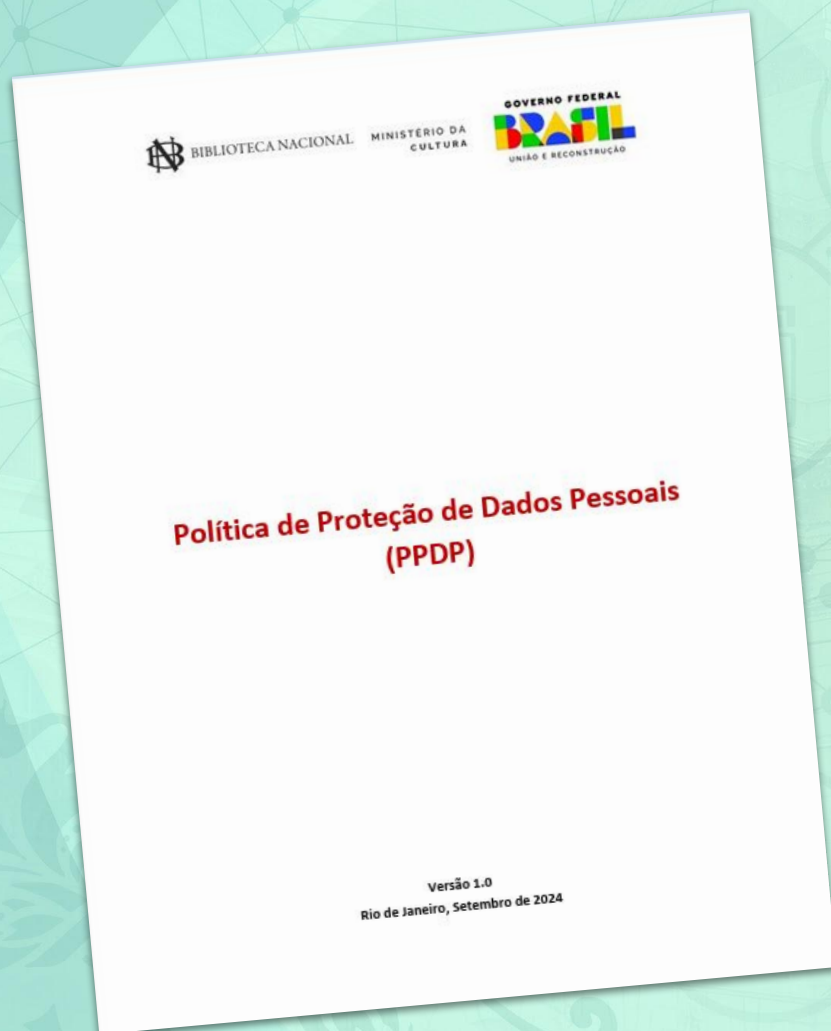 BIBLIOTECA NACIONAL
MINISTÉRIO DA
CULTURA
GOVERNO FEDERAL
BRASIL
UNIÃO E RECONSTRUÇÃO
Política de Proteção de Dados Pessoais
(PPDP)
Versão 1.0
Rio de Janeiro, Setembro de 2024